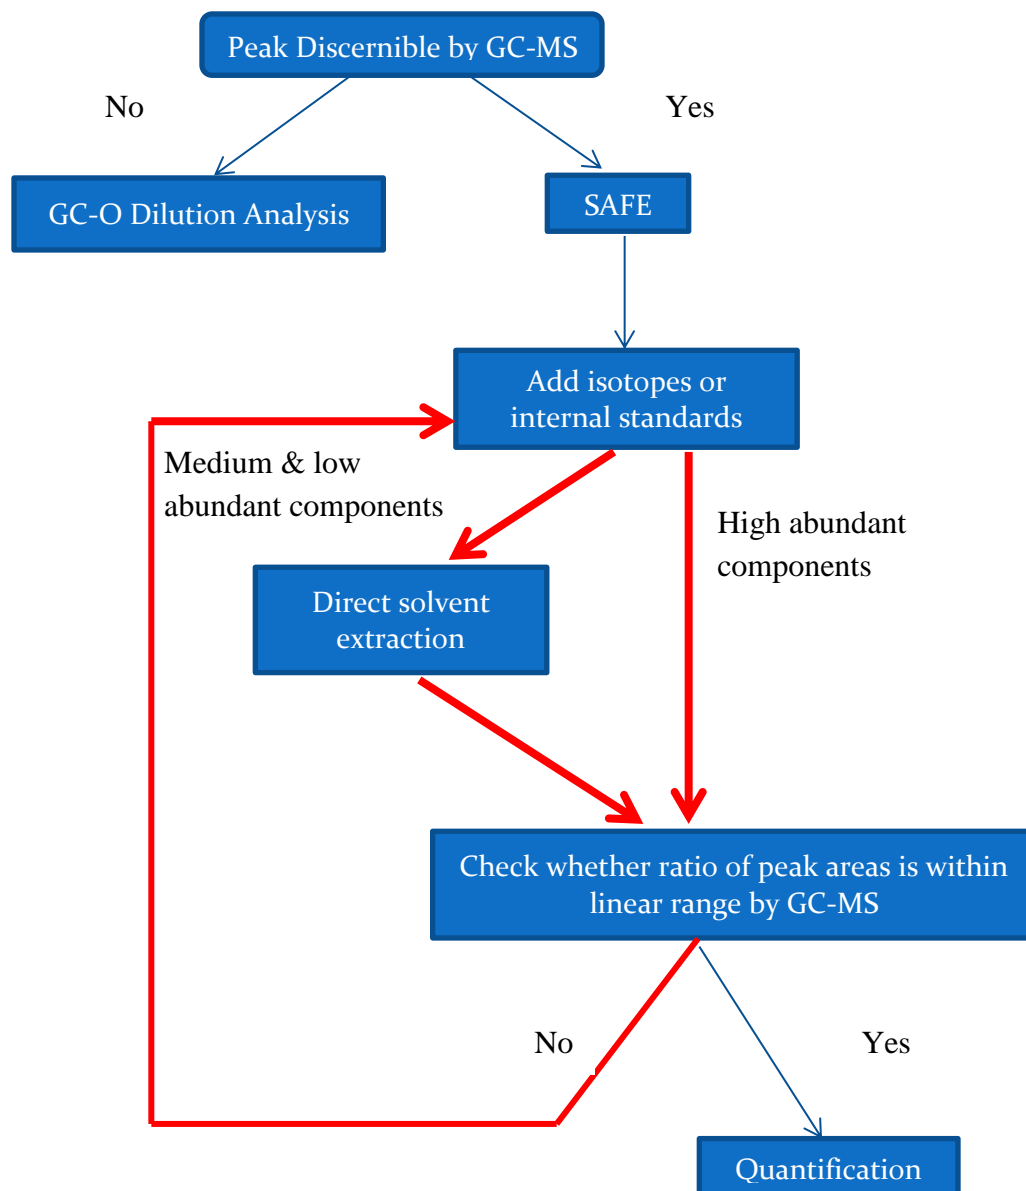 Peak Discernible by GC-MS
No
Yes
GC-O Dilution Analysis
SAFE
Add isotopes or
internal standards
Medium & low
abundant components
High abundant
components
Direct solvent
extraction
Check whether ratio of peak areas is within
linear range by GC-MS
No
Yes
Quantification